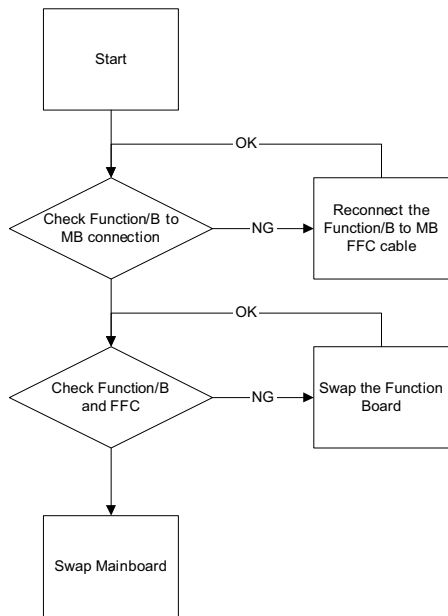 Start
OK
Check Function/B to
MB connection
NG
Reconnect the
Function/B to MB
FFC cable
OK
Check Function/B
and FFC
NG
Swap the Function
Board
Swap Mainboard